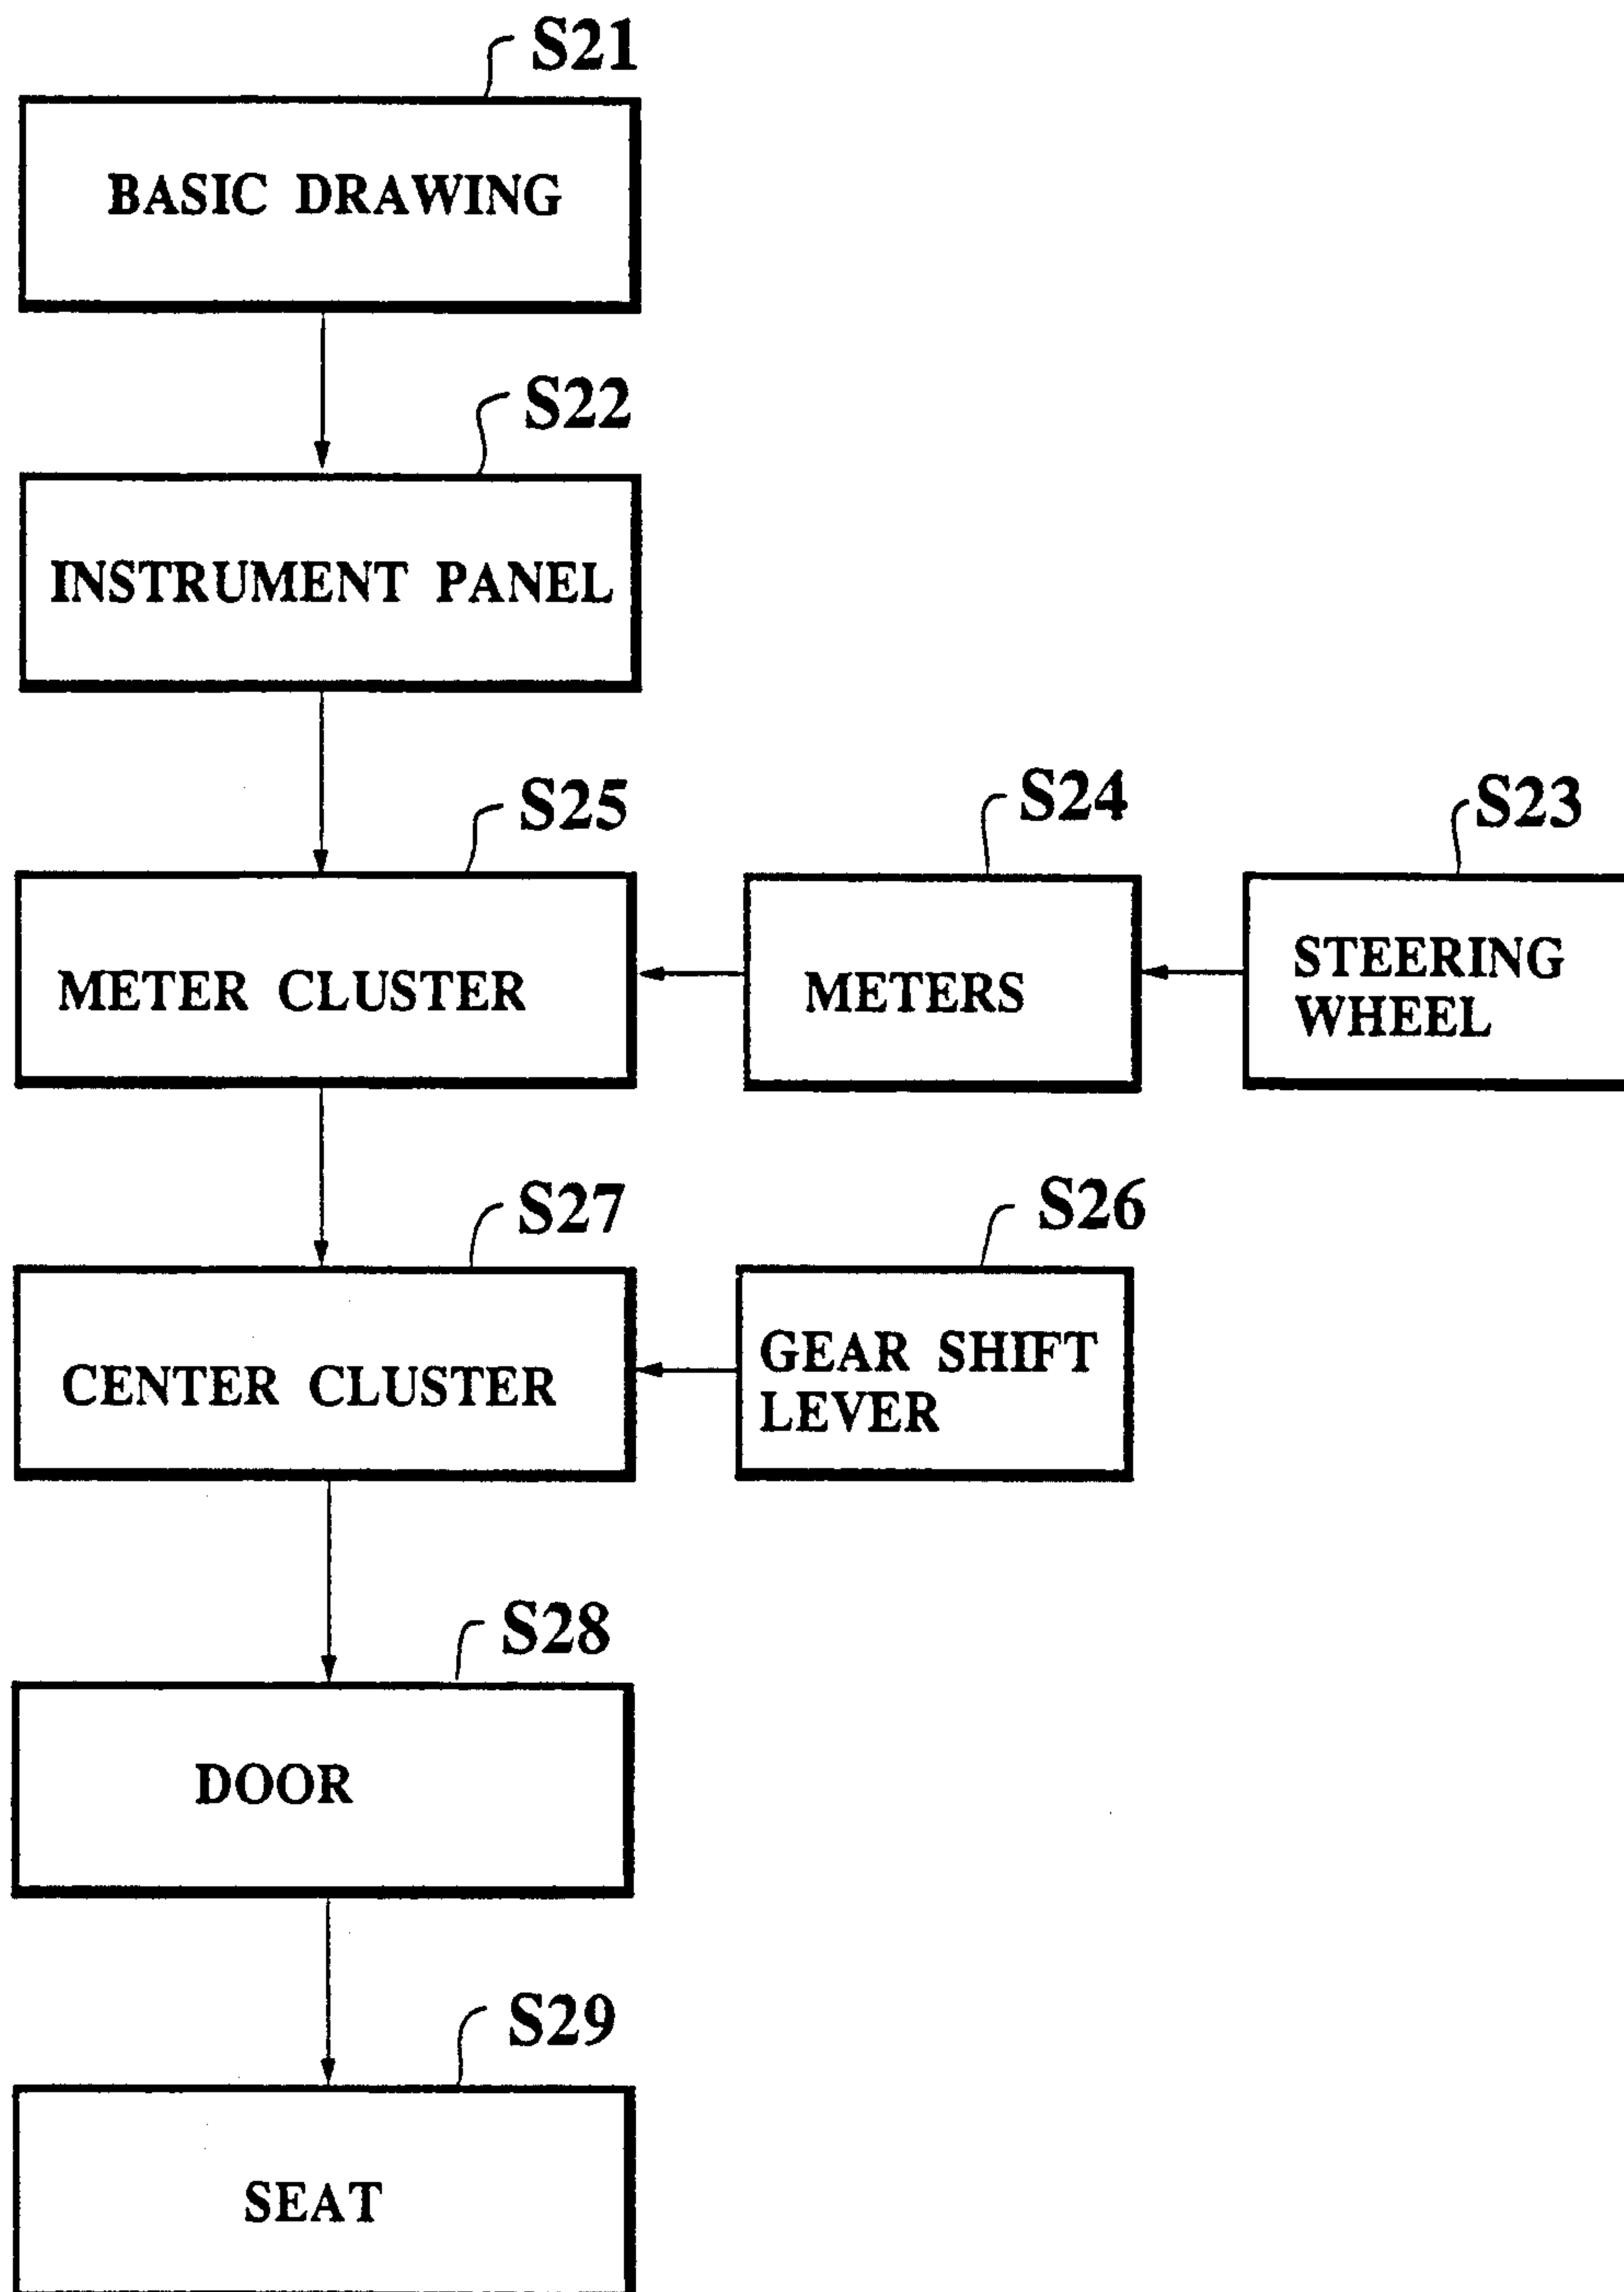 S21
BASIC DRAWING
S22
INSTRUMENT PANEL
S25
METER CLUSTER
S24
METERS
S23
STEERING
WHEEL
S27
CENTER CLUSTER
S26
GEAR SHIFT
LEVER
S28
DOOR
S29
SEAT